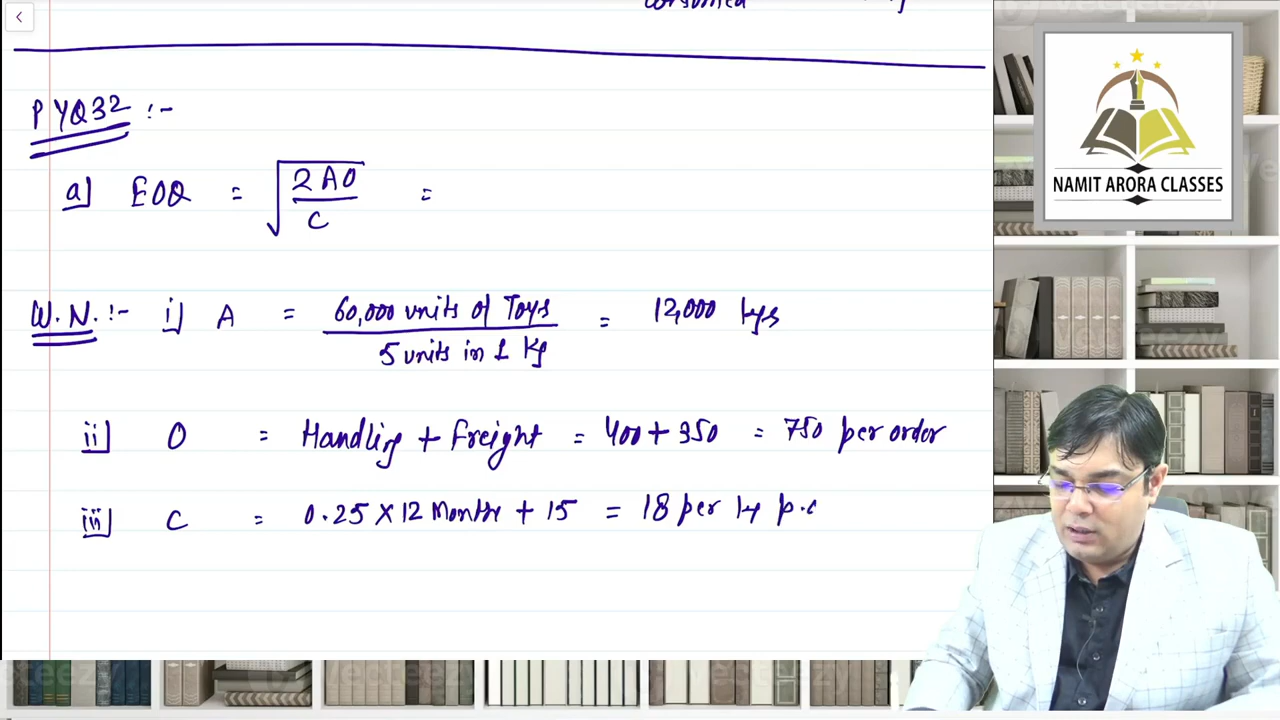 consumed
PYQ32 :-
a] EOQ = √2AO/C =
W.N. :- i] A = 60,000 units of Toys / 5 units in 1 Kg = 12,000 kgs
ii] O = Handling + Freight = 400 + 350 = 750 per order
iii] C = 0.25 × 12 Months + 15 = 18 per kg p.a
NAMIT ARORA CLASSES